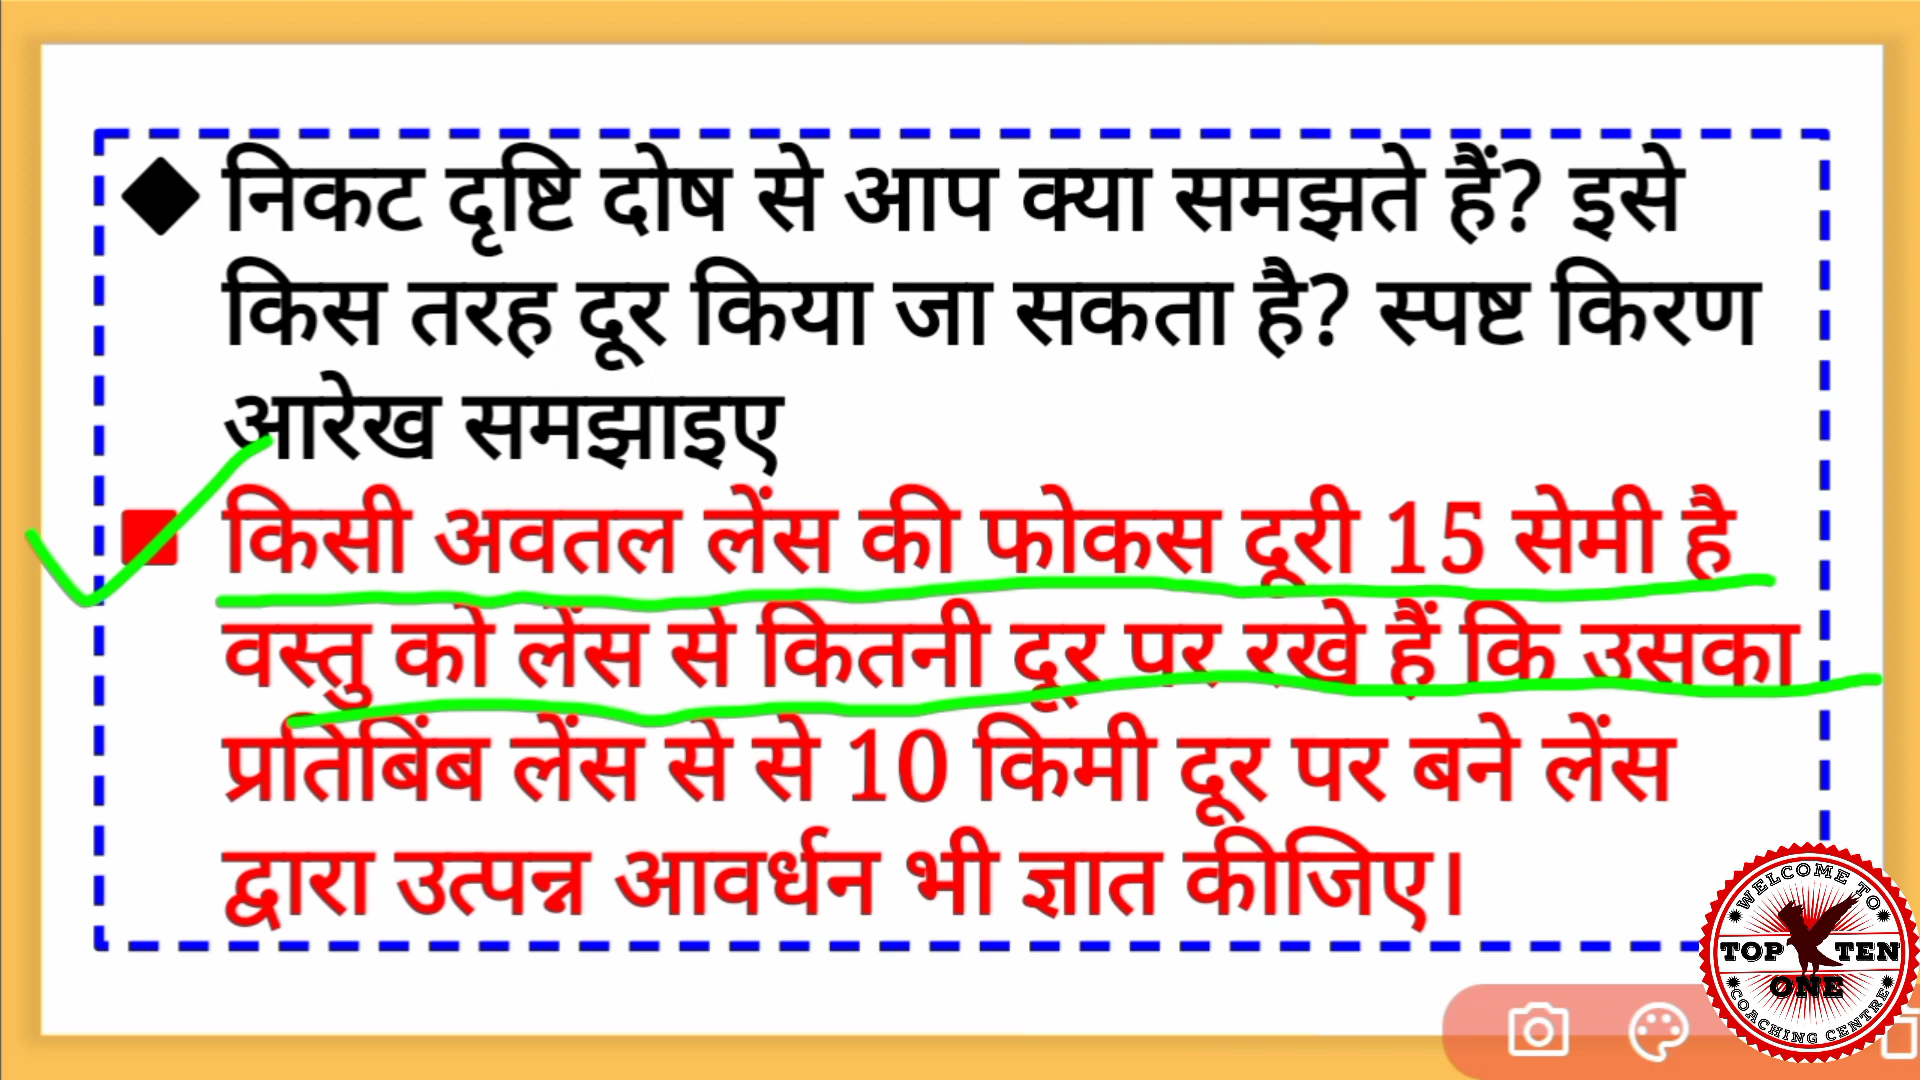 निकट दृष्टि दोष से आप क्या समझते हैं? इसे
किस तरह दूर किया जा सकता है? स्पष्ट किरण
आरेख समझाइए
किसी अवतल लेंस की फोकस दूरी 15 सेमी है
वस्तु को लेंस से कितनी दूर पर रखे हैं कि उसका
प्रतिबिंब लेंस से से 10 किमी दूर पर बने लेंस
द्वारा उत्पन्न आवर्धन भी ज्ञात कीजिए।
WELCOME TO
TOP TEN
ONE
COACHING CENTRE